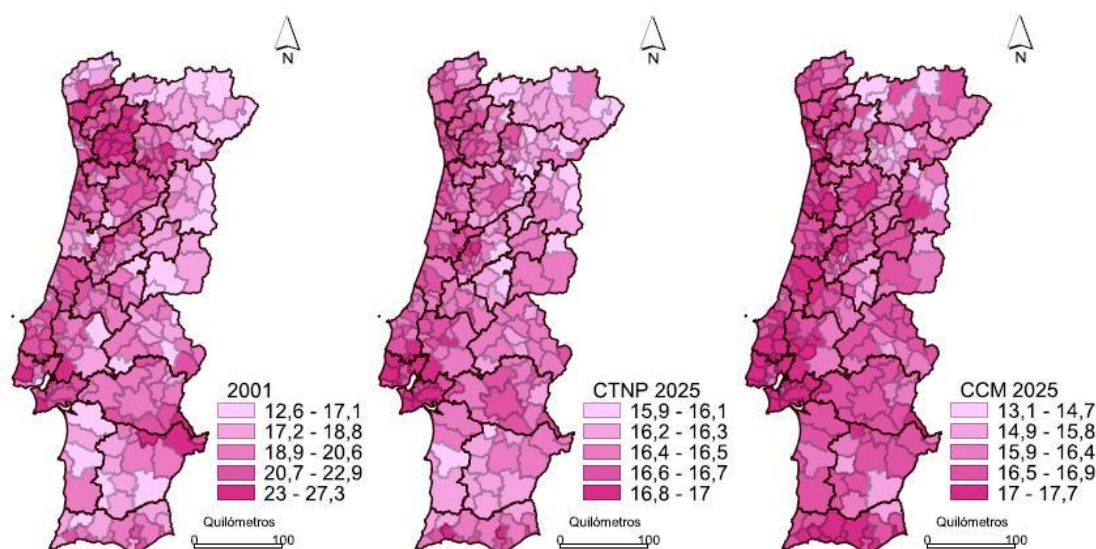 N
N
N
2001
12,6 - 17,1
17,2 - 18,8
18,9 - 20,6
20,7 - 22,9
23 - 27,3
Quilómetros
0 100
CTNP 2025
15,9 - 16,1
16,2 - 16,3
16,4 - 16,5
16,6 - 16,7
16,8 - 17
Quilómetros
0 100
CCM 2025
13,1 - 14,7
14,9 - 15,8
15,9 - 16,4
16,5 - 16,9
17 - 17,7
Quilómetros
0 100